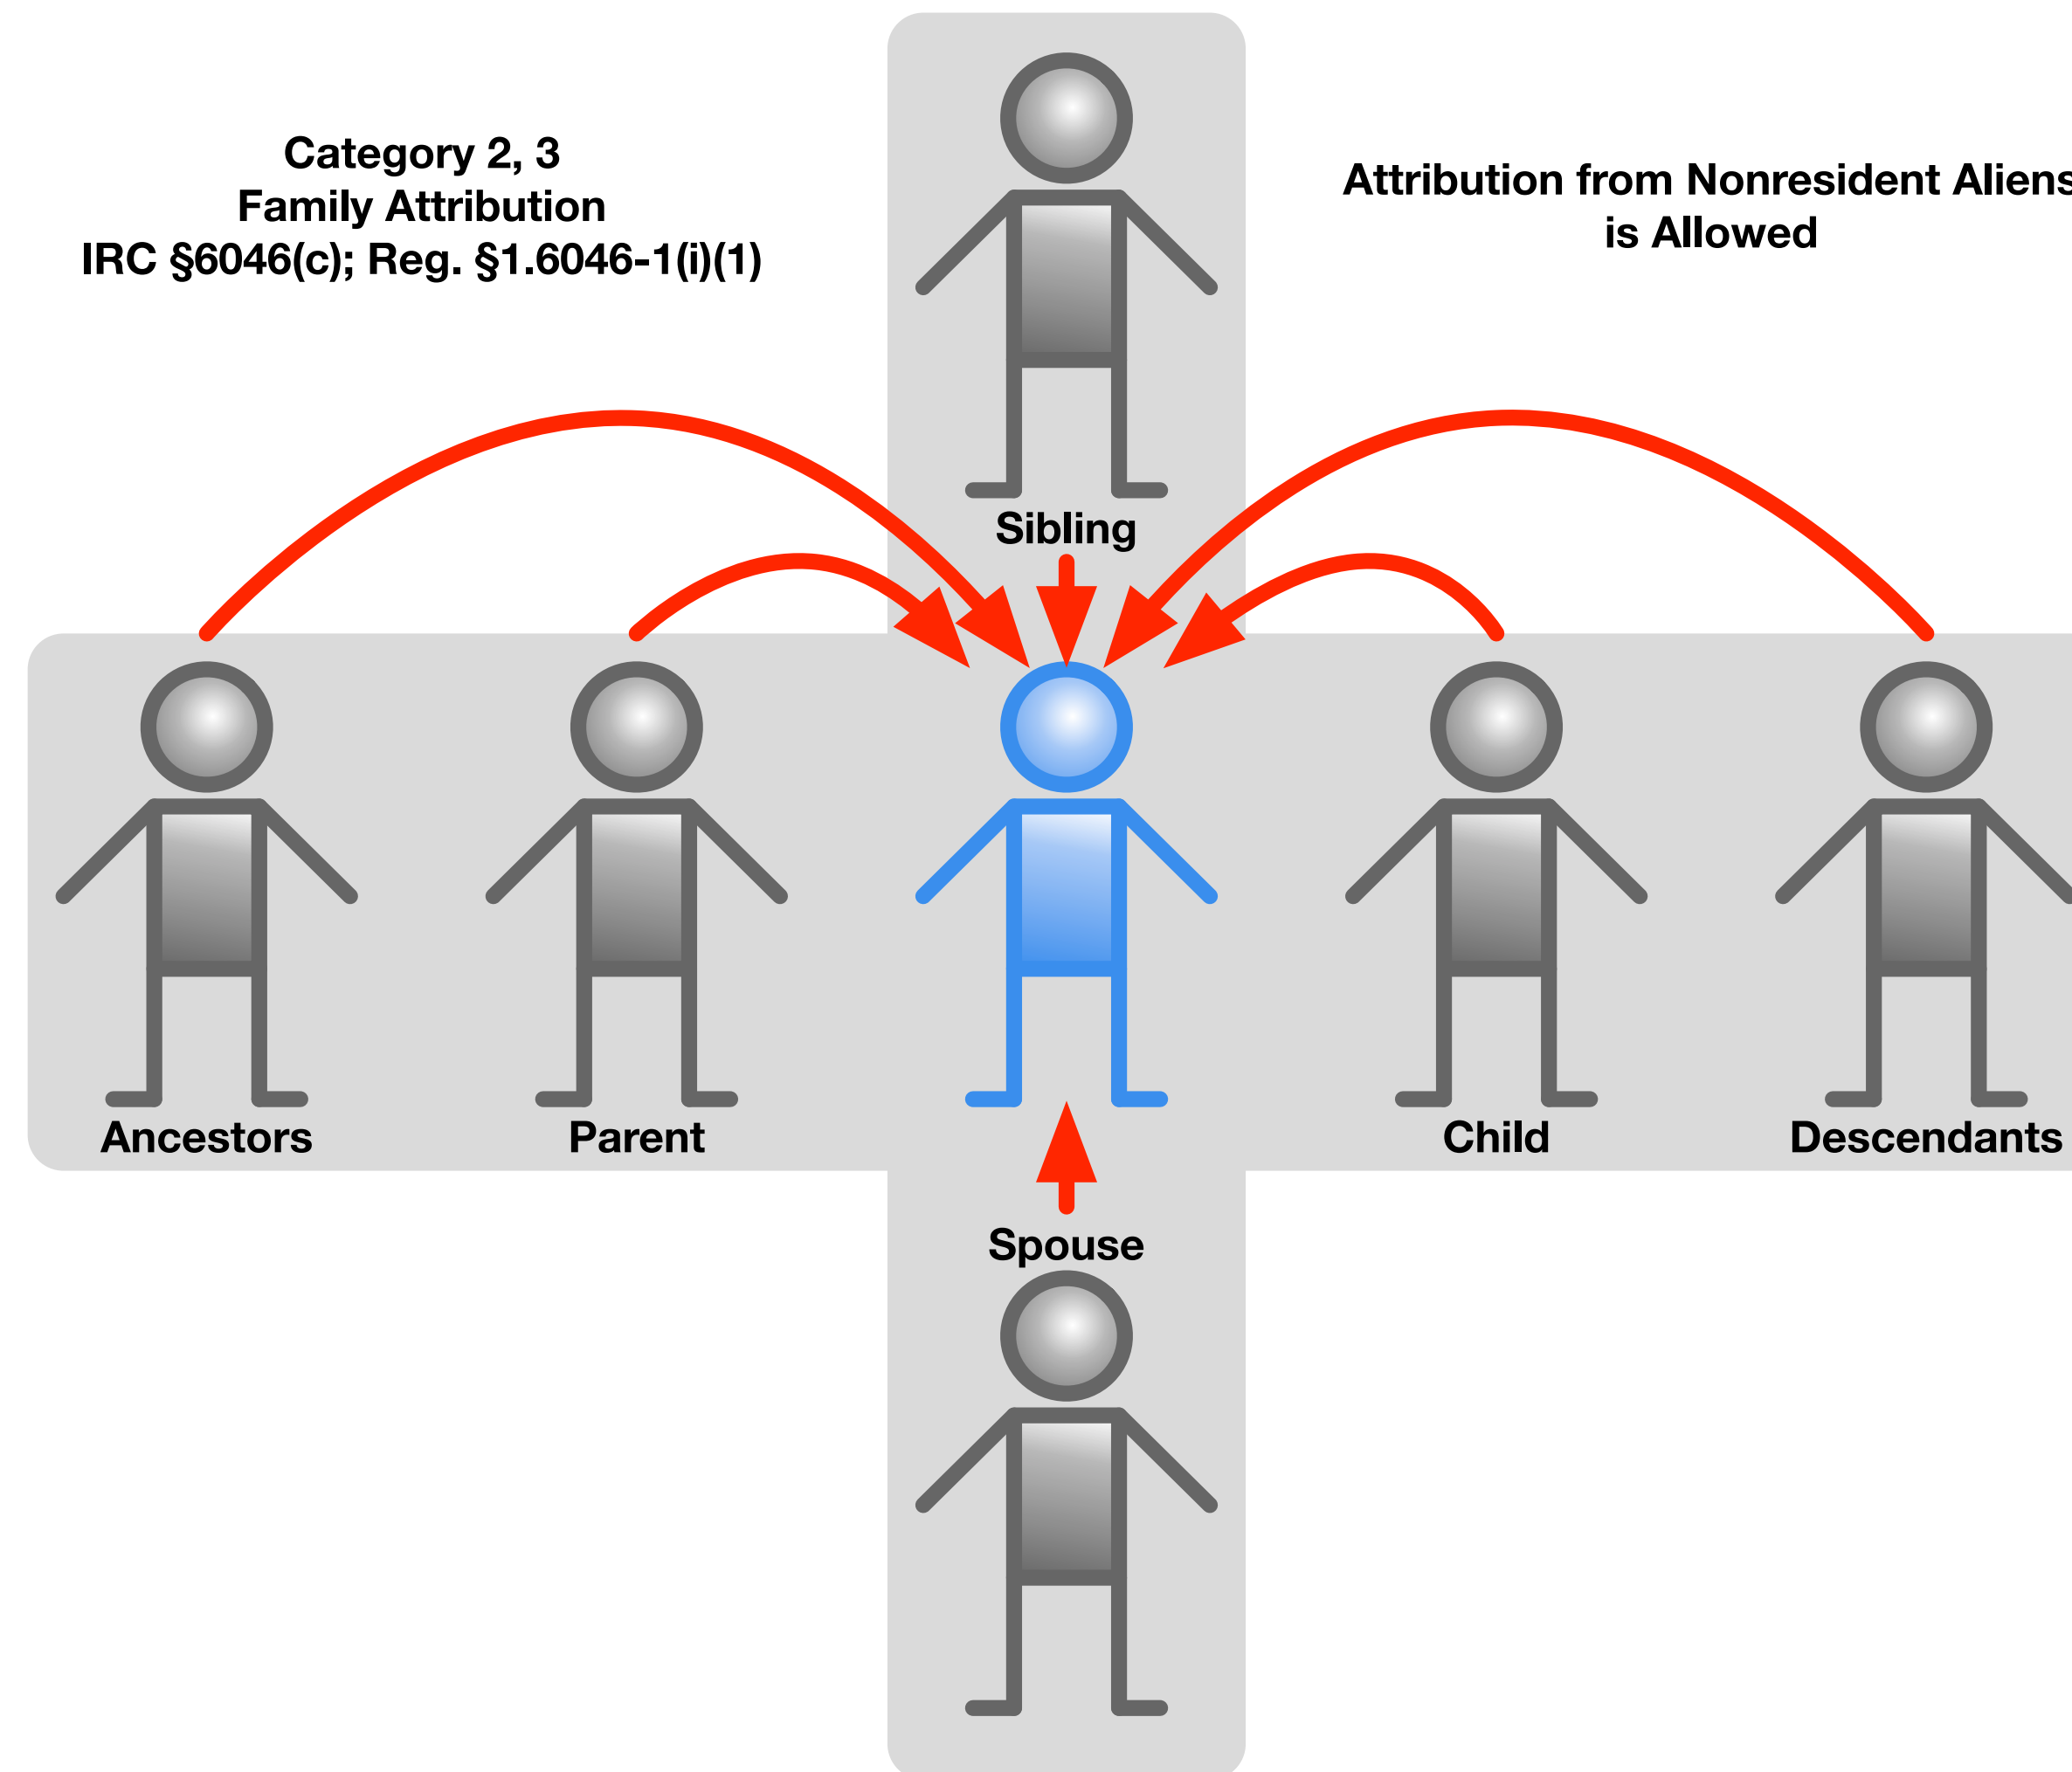 Category 2, 3
Family Attribution
IRC §6046(c); Reg. §1.6046-1(i)(1)
Attribution from Nonresident Aliens
is Allowed
Sibling
Ancestors
Parent
Child
Descendants
Spouse